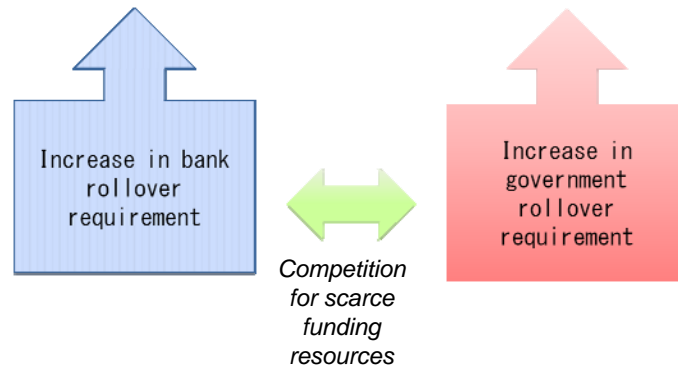 Increase in bank
rollover
requirement
Increase in
government
rollover
requirement
Competition
for scarce
funding
resources